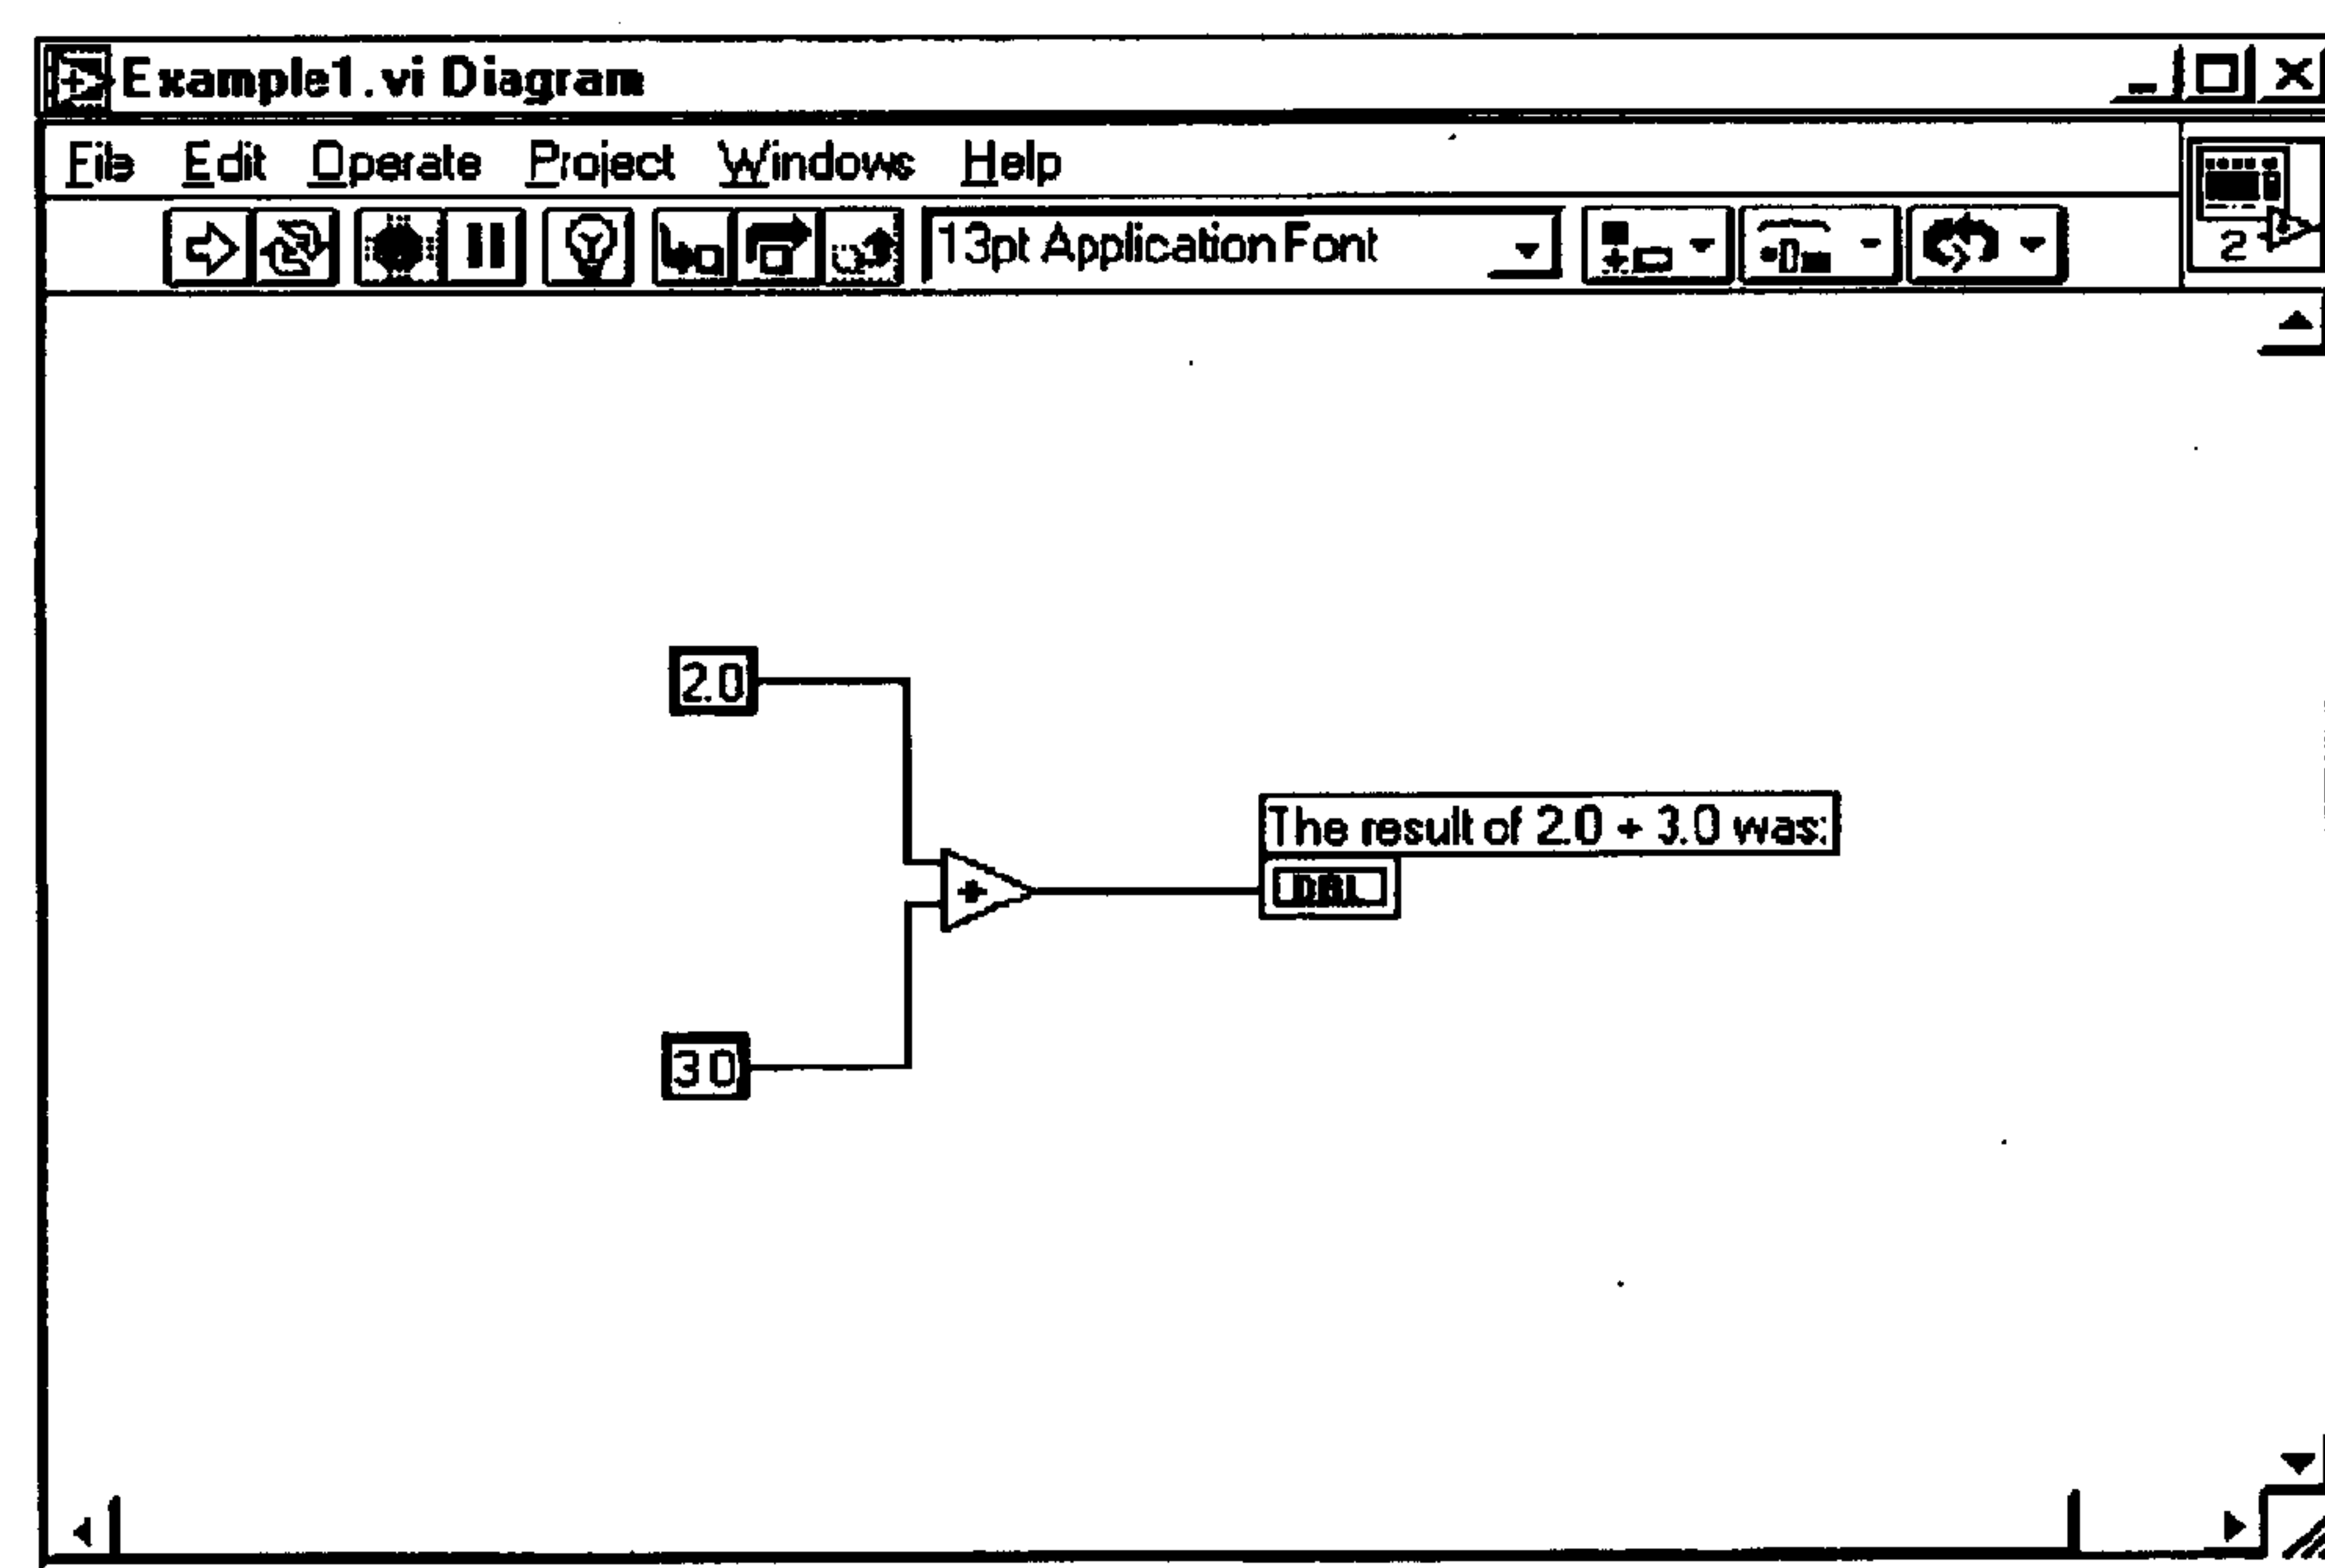 Example1.vi Diagram
File Edit Operate Project Windows Help
13pt Application Font
2
2.0
The result of 2.0 + 3.0 was:
+
DBL
3.0